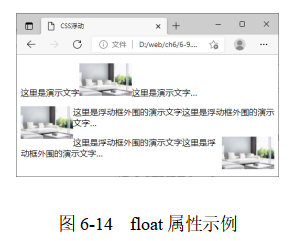 CSS浮动
文件 D:/web/ch6/6-9....
这里是演示文字 这里是演示文字...
这里是浮动框外围的演示文字这里是浮动框外围的演示
文字...
这里是浮动框外围的演示文字这里是浮
动框外围的演示文字...
图 6-14 float 属性示例